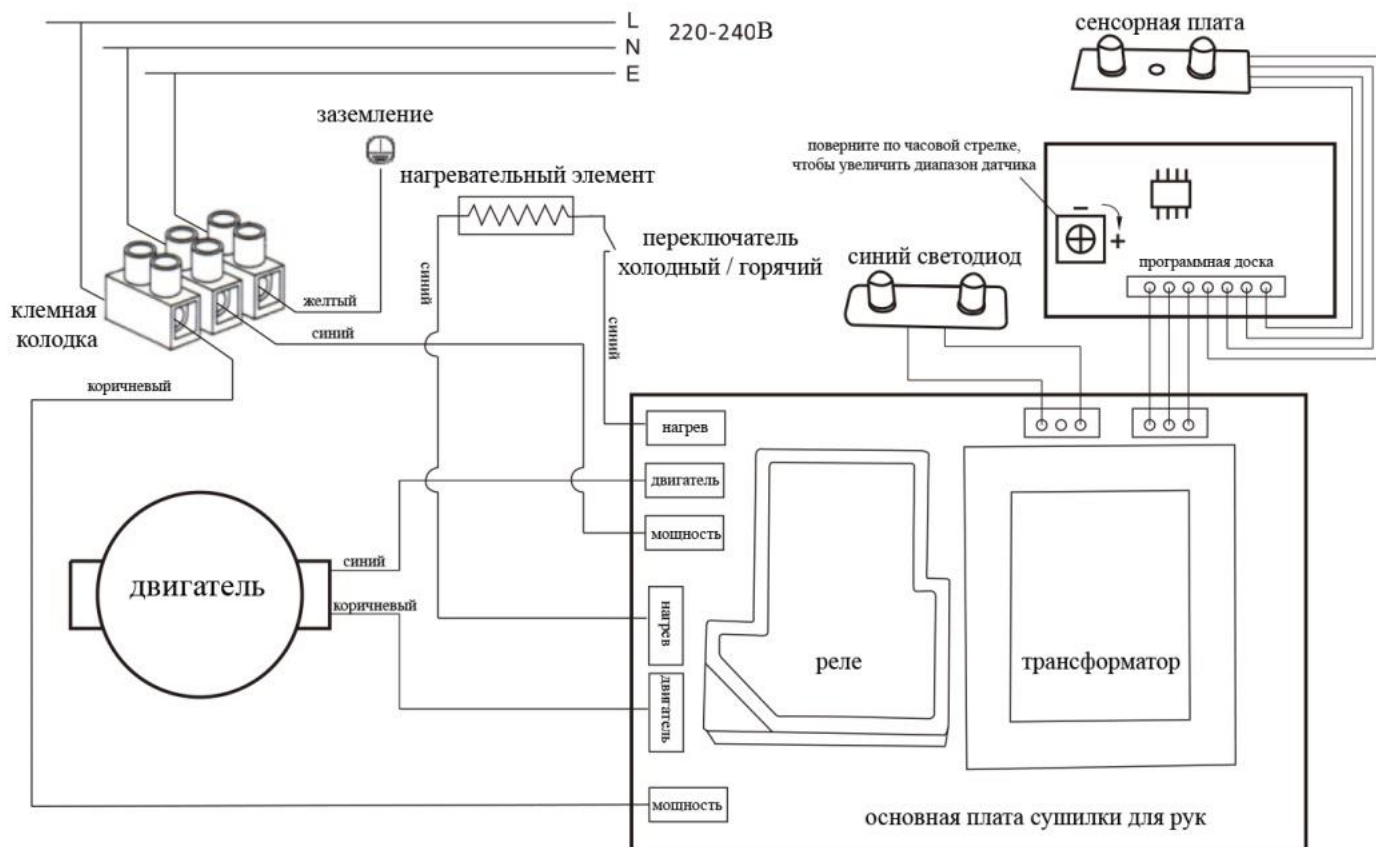 L
220-240В
N
E
сенсорная плата
заземление
поверните по часовой стрелке,
чтобы увеличить диапазон датчика
нагревательный элемент
- 
+
переключатель
холодный / горячий
синий светодиод
программная доска
синий
синий
желтый
клемная
колодка
синий
коричневый
нагрев
двигатель
мощность
синий
двигатель
коричневый
нагрев
двигатель
реле
трансформатор
мощность
основная плата сушилки для рук